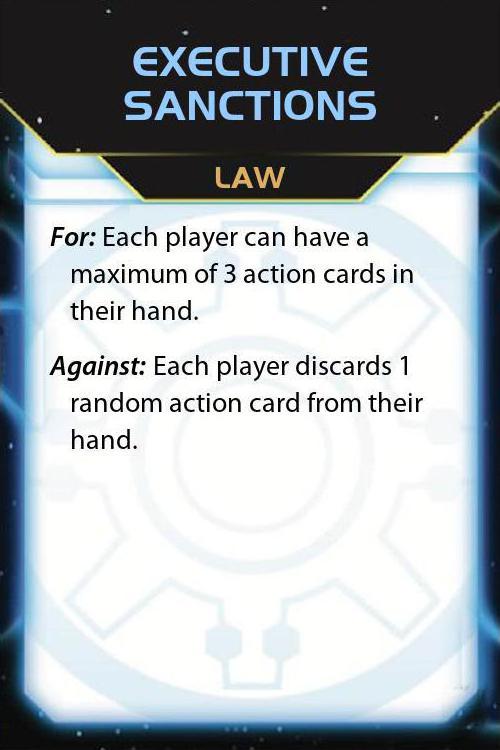 EXECUTIVE
SANCTIONS
LAW
For: Each player can have a
maximum of 3 action cards in
their hand.
Against: Each player discards 1
random action card from their
hand.